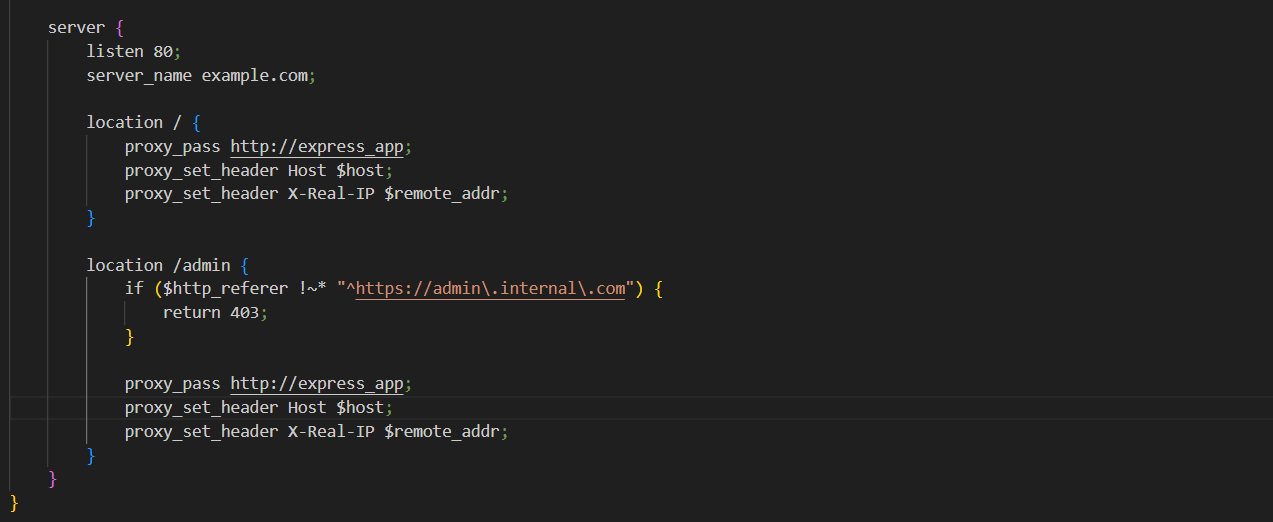 server {
listen 80;
server_name example.com;
location / {
proxy_pass http://express_app;
proxy_set_header Host $host;
proxy_set_header X-Real-IP $remote_addr;
}
location /admin {
if ($http_referer !~* "^https://admin\.internal\.com") {
return 403;
}
proxy_pass http://express_app;
proxy_set_header Host $host;
proxy_set_header X-Real-IP $remote_addr;
}
}
}